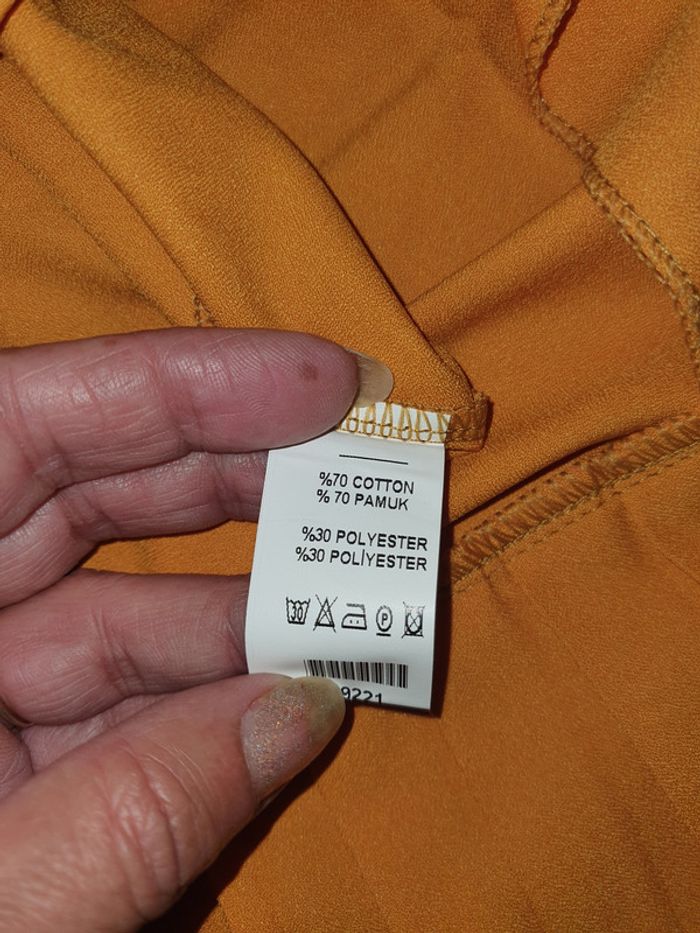 %70 COTTON
% 70 PAMUK
%30 POLYESTER
%30 POLİYESTER
30 P
9221